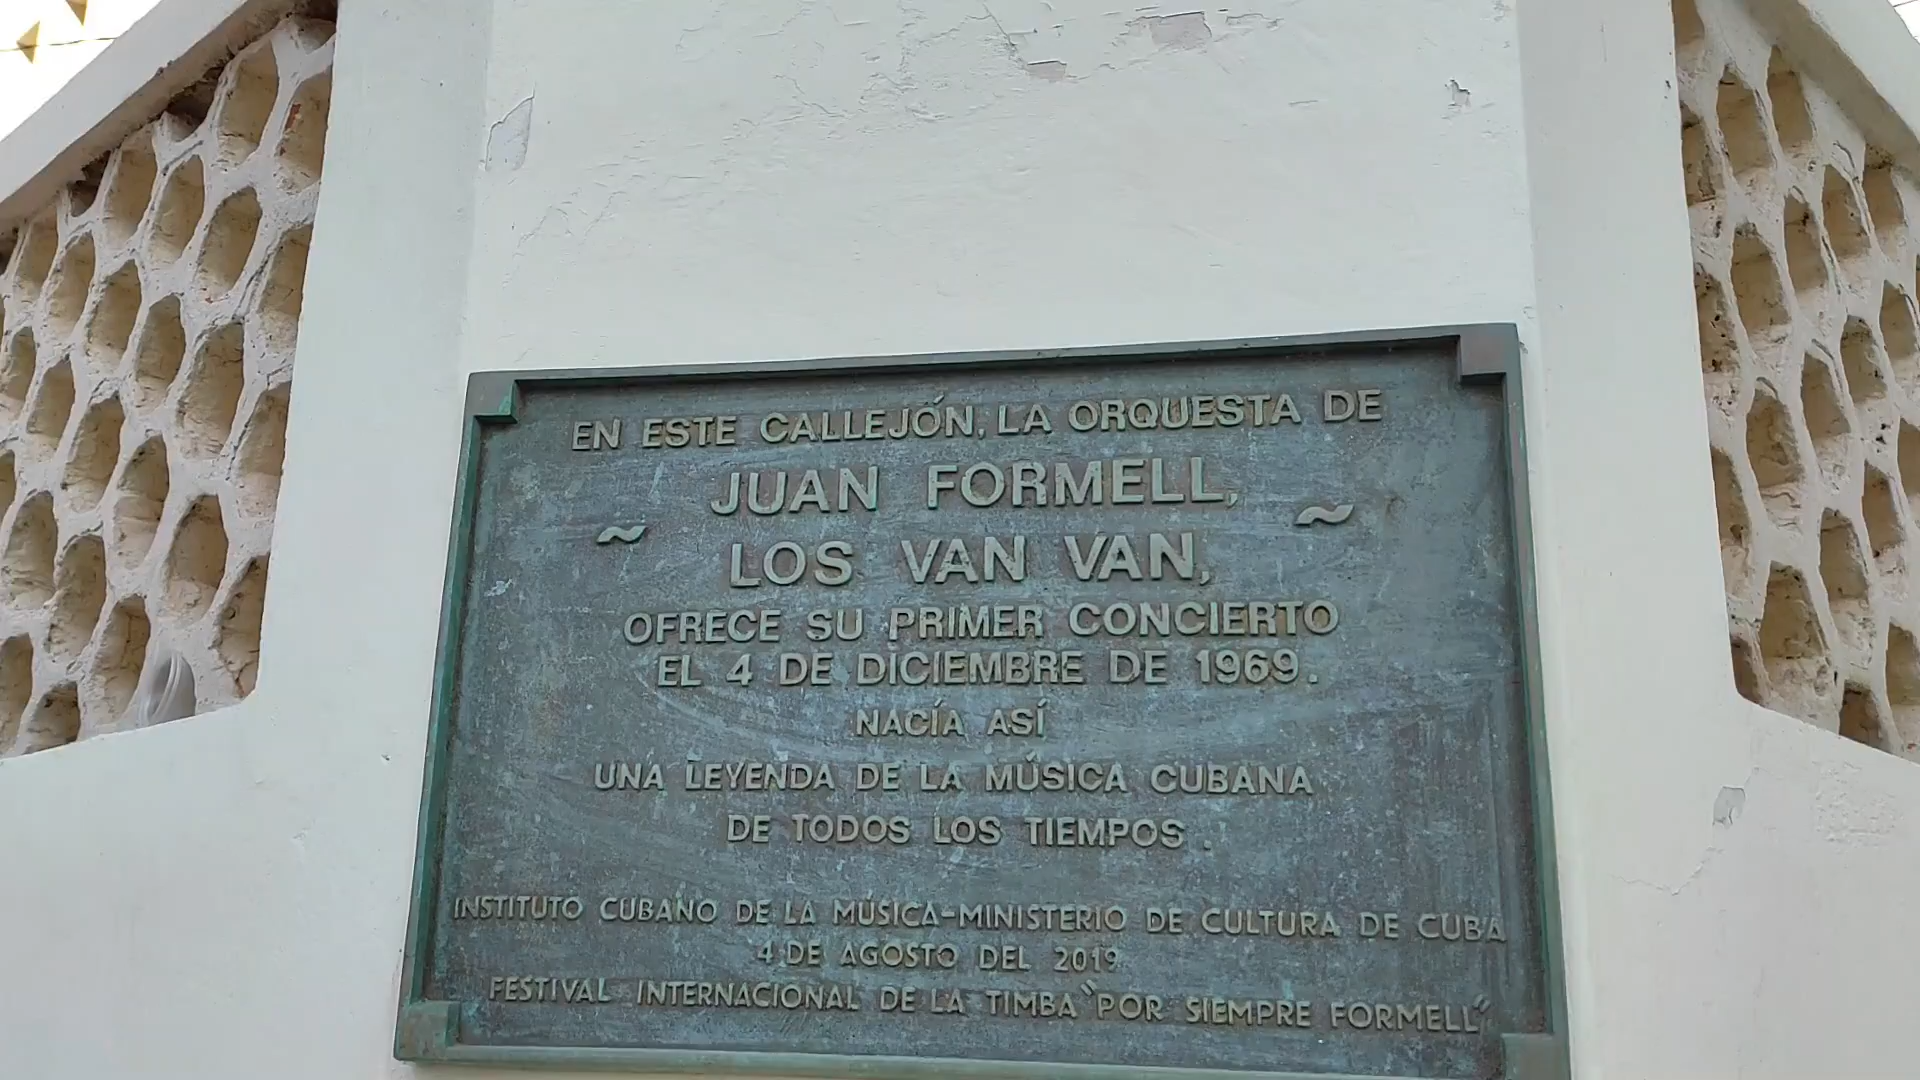 EN ESTE CALLEJÓN, LA ORQUESTA DE
JUAN FORMELL,
~ ~
LOS VAN VAN,
OFRECE SU PRIMER CONCIERTO
EL 4 DE DICIEMBRE DE 1969.
NACÍA ASÍ
UNA LEYENDA DE LA MÚSICA CUBANA
DE TODOS LOS TIEMPOS.
INSTITUTO CUBANO DE LA MÚSICA-MINISTERIO DE CULTURA DE CUBA
4 DE AGOSTO DEL 2019
FESTIVAL INTERNACIONAL DE LA TIMBA "POR SIEMPRE FORMELL"